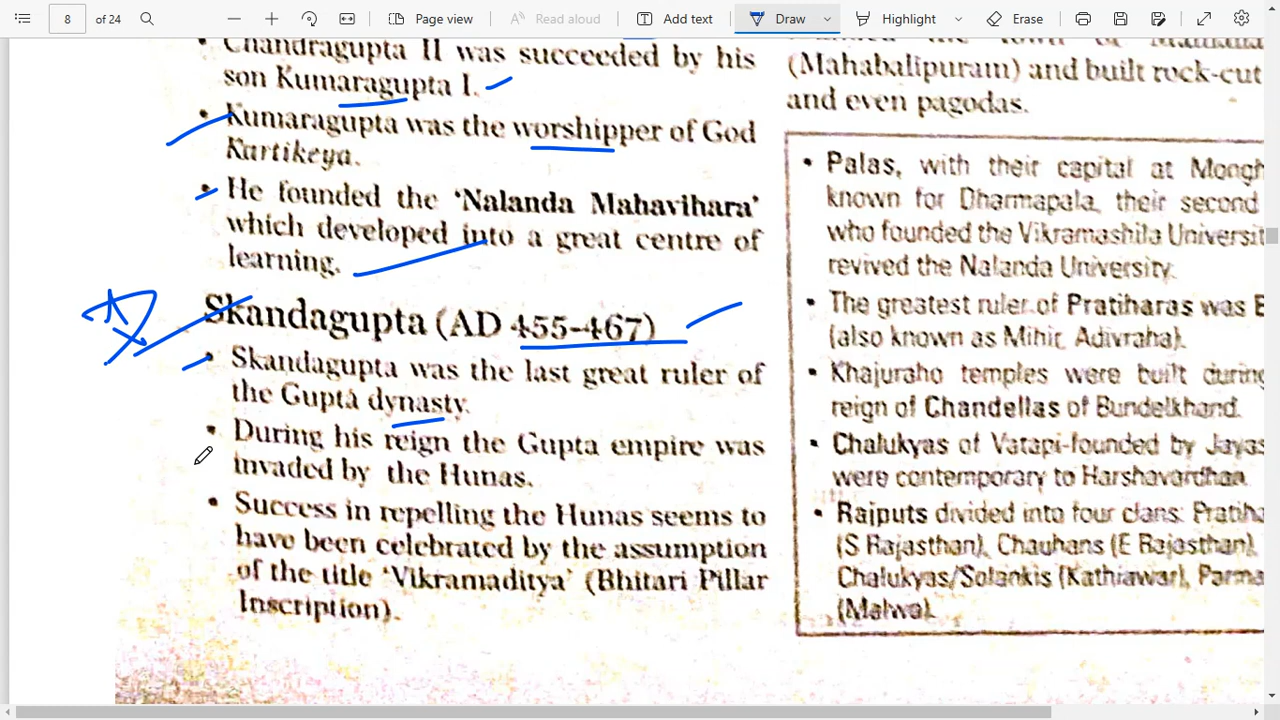 8
of 24
Page view
Read aloud
Add text
Draw
Highlight
Erase
Chandragupta II was succeeded by his
son Kumaragupta I.
• Kumaragupta was the worshipper of God
Kartikeya.
• He founded the ‘Nalanda Mahavihara’
which developed into a great centre of
learning.
Skandagupta (AD 455–467)
• Skandagupta was the last great ruler of
the Gupta dynasty.
• During his reign the Gupta empire was
invaded by the Hunas.
• Success in repelling the Hunas seems to
have been celebrated by the assumption
of the title ‘Vikramaditya’ (Bhitari Pillar
Inscription).
the town of
(Mahabalipuram) and built rock-cut
and even pagodas.
• Palas, with their capital at Mongh
known for Dharmapala, their second
who founded the Vikramashila Universit
revived the Nalanda University.
• The greatest ruler of Pratiharas was
(also known as Mihir, Adivraha).
• Khajuraho temples were built during
reign of Chandellas of Bundelkhand.
• Chalukyas of Vatapi-founded by Jayas
were contemporary to Harshavardhan.
• Rajputs divided into four clans: Pratiha
(S Rajasthan), Chauhans (E Rajasthan),
Chalukyas/Solankis (Kathiawar), Parma
(Malwa).